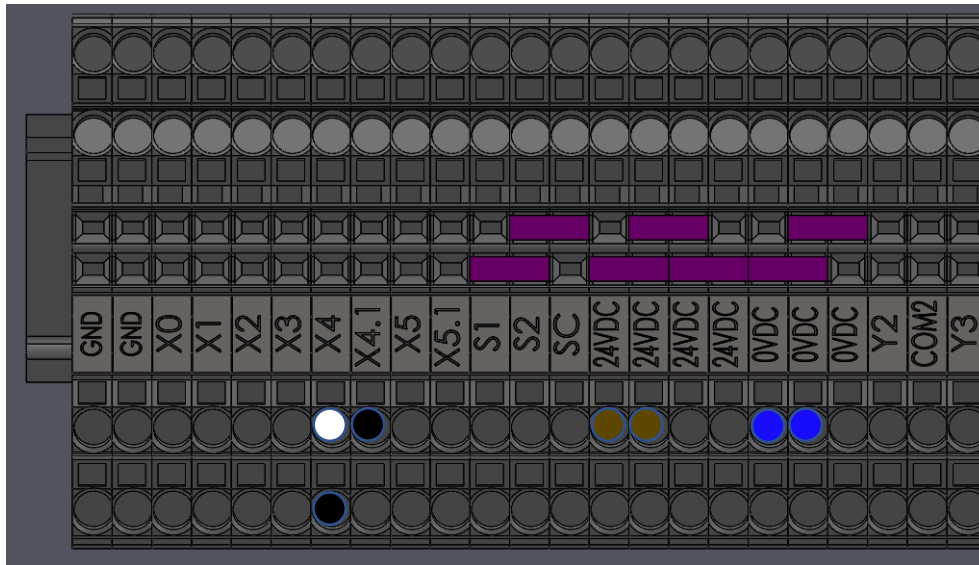 GND GND X0 X1 X2 X3 X4 X4.1 X5 X5.1 S1 S2 SC 24VDC 24VDC 24VDC 24VDC 0VDC 0VDC 0VDC Y2 COM2 Y3